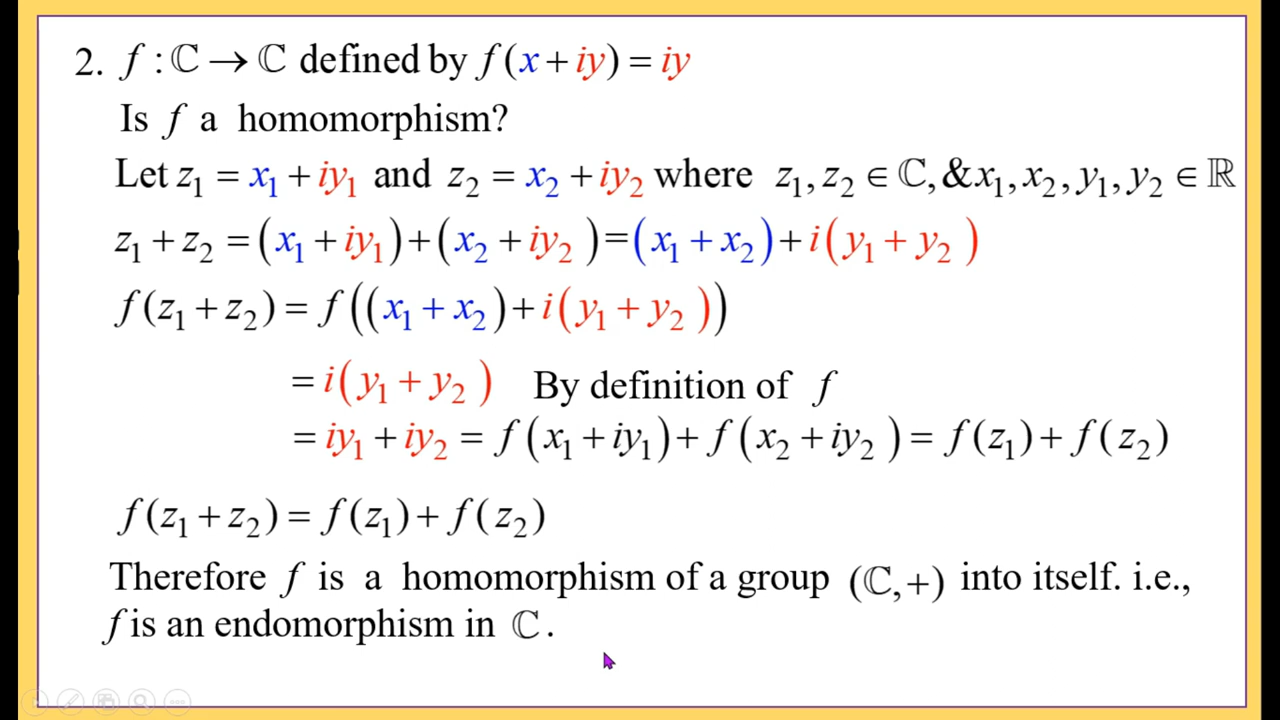 2. f : ℂ → ℂ defined by f(x + iy) = iy
Is f a homomorphism?
Let z₁ = x₁ + iy₁ and z₂ = x₂ + iy₂ where z₁, z₂ ∈ ℂ, & x₁, x₂, y₁, y₂ ∈ ℝ
z₁ + z₂ = (x₁ + iy₁) + (x₂ + iy₂) = (x₁ + x₂) + i(y₁ + y₂)
f(z₁ + z₂) = f((x₁ + x₂) + i(y₁ + y₂))
= i(y₁ + y₂) By definition of f
= iy₁ + iy₂ = f(x₁ + iy₁) + f(x₂ + iy₂) = f(z₁) + f(z₂)
f(z₁ + z₂) = f(z₁) + f(z₂)
Therefore f is a homomorphism of a group (ℂ, +) into itself. i.e.,
f is an endomorphism in ℂ.